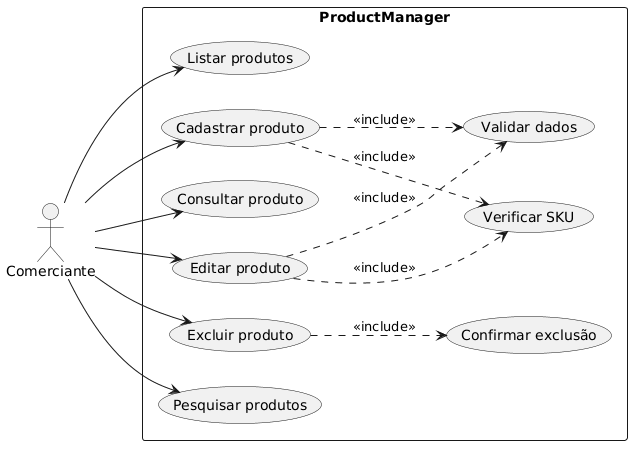 ProductManager
Listar produtos
Cadastrar produto
«include»
Validar dados
«include»
Consultar produto
«include»
Verificar SKU
Comerciante
Editar produto
«include»
Excluir produto
«include»
Confirmar exclusão
Pesquisar produtos